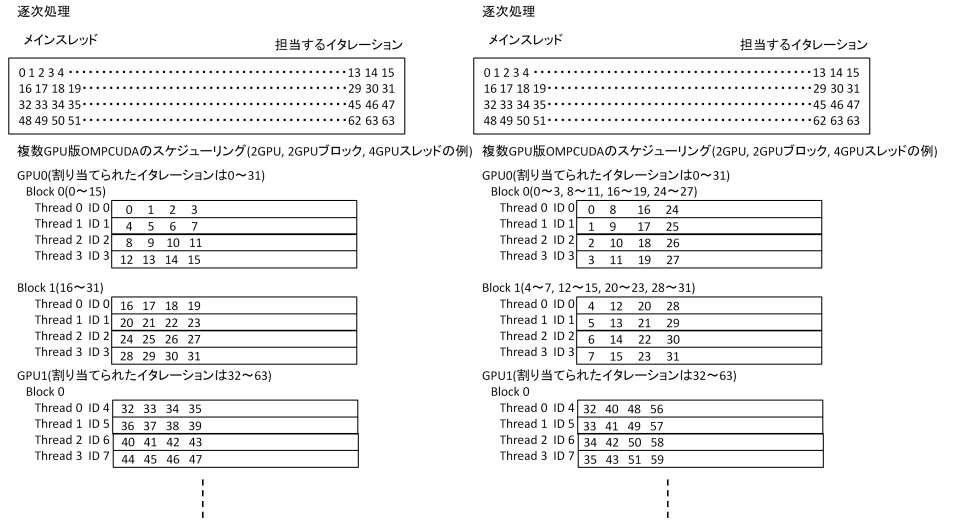 逐次処理
メインスレッド
担当するイタレーション
0 1 2 3 4 ・・・・・・・・・・・・・・・・・・・・・・・・・・・・・・・・・・・・・・・・・・・13 14 15
16 17 18 19・・・・・・・・・・・・・・・・・・・・・・・・・・・・・・・・・・・・・・・・・29 30 31
32 33 34 35・・・・・・・・・・・・・・・・・・・・・・・・・・・・・・・・・・・・・・・・・45 46 47
48 49 50 51・・・・・・・・・・・・・・・・・・・・・・・・・・・・・・・・・・・・・・・・・62 63 63
複数GPU版OMPCUDAのスケジューリング(2GPU, 2GPUブロック, 4GPUスレッドの例)
GPU0(割り当てられたイタレーションは0～31)
Block 0(0～15)
Thread 0 ID 0 0 1 2 3
Thread 1 ID 1 4 5 6 7
Thread 2 ID 2 8 9 10 11
Thread 3 ID 3 12 13 14 15
Block 1(16～31)
Thread 0 ID 0 16 17 18 19
Thread 1 ID 1 20 21 22 23
Thread 2 ID 2 24 25 26 27
Thread 3 ID 3 28 29 30 31
GPU1(割り当てられたイタレーションは32～63)
Block 0
Thread 0 ID 4 32 33 34 35
Thread 1 ID 5 36 37 38 39
Thread 2 ID 6 40 41 42 43
Thread 3 ID 7 44 45 46 47
逐次処理
メインスレッド
担当するイタレーション
0 1 2 3 4 ・・・・・・・・・・・・・・・・・・・・・・・・・・・・・・・・・・・・・・・・・・・13 14 15
16 17 18 19・・・・・・・・・・・・・・・・・・・・・・・・・・・・・・・・・・・・・・・・・29 30 31
32 33 34 35・・・・・・・・・・・・・・・・・・・・・・・・・・・・・・・・・・・・・・・・・45 46 47
48 49 50 51・・・・・・・・・・・・・・・・・・・・・・・・・・・・・・・・・・・・・・・・・62 63 63
複数GPU版OMPCUDAのスケジューリング(2GPU, 2GPUブロック, 4GPUスレッドの例)
GPU0(割り当てられたイタレーションは0～31)
Block 0(0～3, 8～11, 16～19, 24～27)
Thread 0 ID 0 0 8 16 24
Thread 1 ID 1 1 9 17 25
Thread 2 ID 2 2 10 18 26
Thread 3 ID 3 3 11 19 27
Block 1(4～7, 12～15, 20～23, 28～31)
Thread 0 ID 0 4 12 20 28
Thread 1 ID 1 5 13 21 29
Thread 2 ID 2 6 14 22 30
Thread 3 ID 3 7 15 23 31
GPU1(割り当てられたイタレーションは32～63)
Block 0
Thread 0 ID 4 32 40 48 56
Thread 1 ID 5 33 41 49 57
Thread 2 ID 6 34 42 50 58
Thread 3 ID 7 35 43 51 59